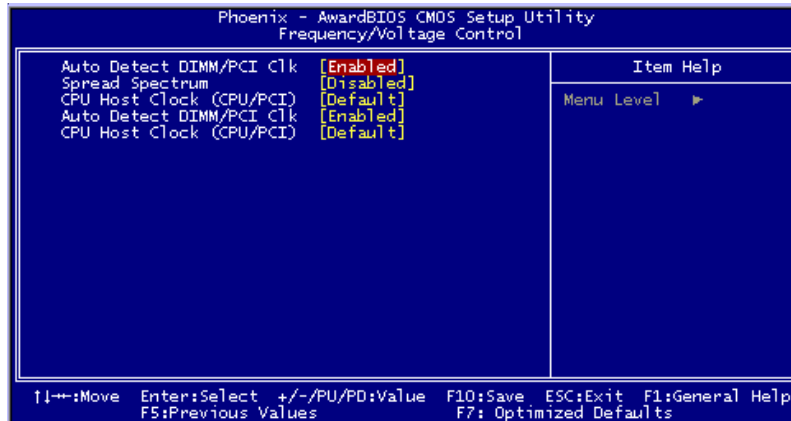 Phoenix - AwardBIOS CMOS Setup Utility
Frequency/Voltage Control
Auto Detect DIMM/PCI Clk [Enabled]
Spread Spectrum [Disabled]
CPU Host Clock (CPU/PCI) [Default]
Auto Detect DIMM/PCI Clk [Enabled]
CPU Host Clock (CPU/PCI) [Default]
Item Help
Menu Level ►
↑↓→←:Move Enter:Select +/-/PU/PD:Value F10:Save ESC:Exit F1:General Help
F5:Previous Values F7: Optimized Defaults